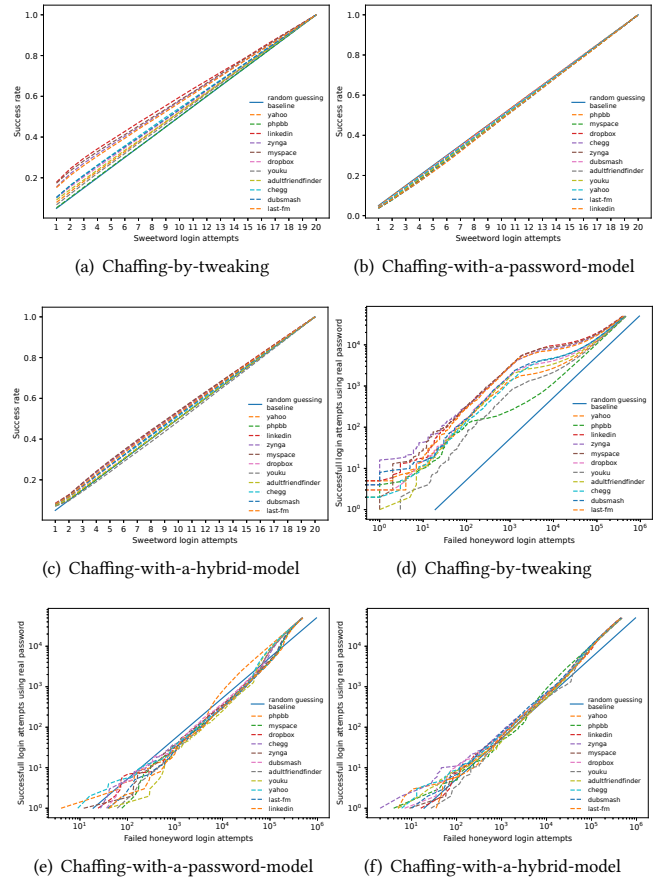 1.0
0.8
0.6
0.4
0.2
Success rate
1 2 3 4 5 6 7 8 9 10 11 12 13 14 15 16 17 18 19 20
Sweetword login attempts
random guessing
baseline
yahoo
phpbb
linkedin
zynga
myspace
dropbox
youku
adultfriendfinder
chegg
dubsmash
last-fm
(a) Chaffing-by-tweaking
1.0
0.8
0.6
0.4
0.2
0.0
Success rate
1 2 3 4 5 6 7 8 9 10 11 12 13 14 15 16 17 18 19 20
Sweetword login attempts
random guessing
baseline
phpbb
myspace
dropbox
chegg
zynga
dubsmash
adultfriendfinder
youku
yahoo
last-fm
linkedin
(b) Chaffing-with-a-password-model
1.0
0.8
0.6
0.4
0.2
Success rate
1 2 3 4 5 6 7 8 9 10 11 12 13 14 15 16 17 18 19 20
Sweetword login attempts
random guessing
baseline
yahoo
phpbb
linkedin
zynga
myspace
dropbox
youku
adultfriendfinder
chegg
dubsmash
last-fm
(c) Chaffing-with-a-hybrid-model
10⁴
10³
10²
10¹
10⁰
Successfull login attempts using real password
10⁰ 10¹ 10² 10³ 10⁴ 10⁵ 10⁶
Failed honeyword login attempts
random guessing
baseline
yahoo
phpbb
linkedin
zynga
myspace
dropbox
youku
adultfriendfinder
chegg
dubsmash
last-fm
(d) Chaffing-by-tweaking
10⁴
10³
10²
10¹
10⁰
Successfull login attempts using real password
10¹ 10² 10³ 10⁴ 10⁵ 10⁶
Failed honeyword login attempts
random guessing
baseline
phpbb
myspace
dropbox
chegg
zynga
dubsmash
adultfriendfinder
youku
yahoo
last-fm
linkedin
(e) Chaffing-with-a-password-model
10⁴
10³
10²
10¹
10⁰
Successfull login attempts using real password
10¹ 10² 10³ 10⁴ 10⁵ 10⁶
Failed honeyword login attempts
random guessing
baseline
yahoo
phpbb
linkedin
zynga
myspace
dropbox
youku
adultfriendfinder
chegg
dubsmash
last-fm
(f) Chaffing-with-a-hybrid-model